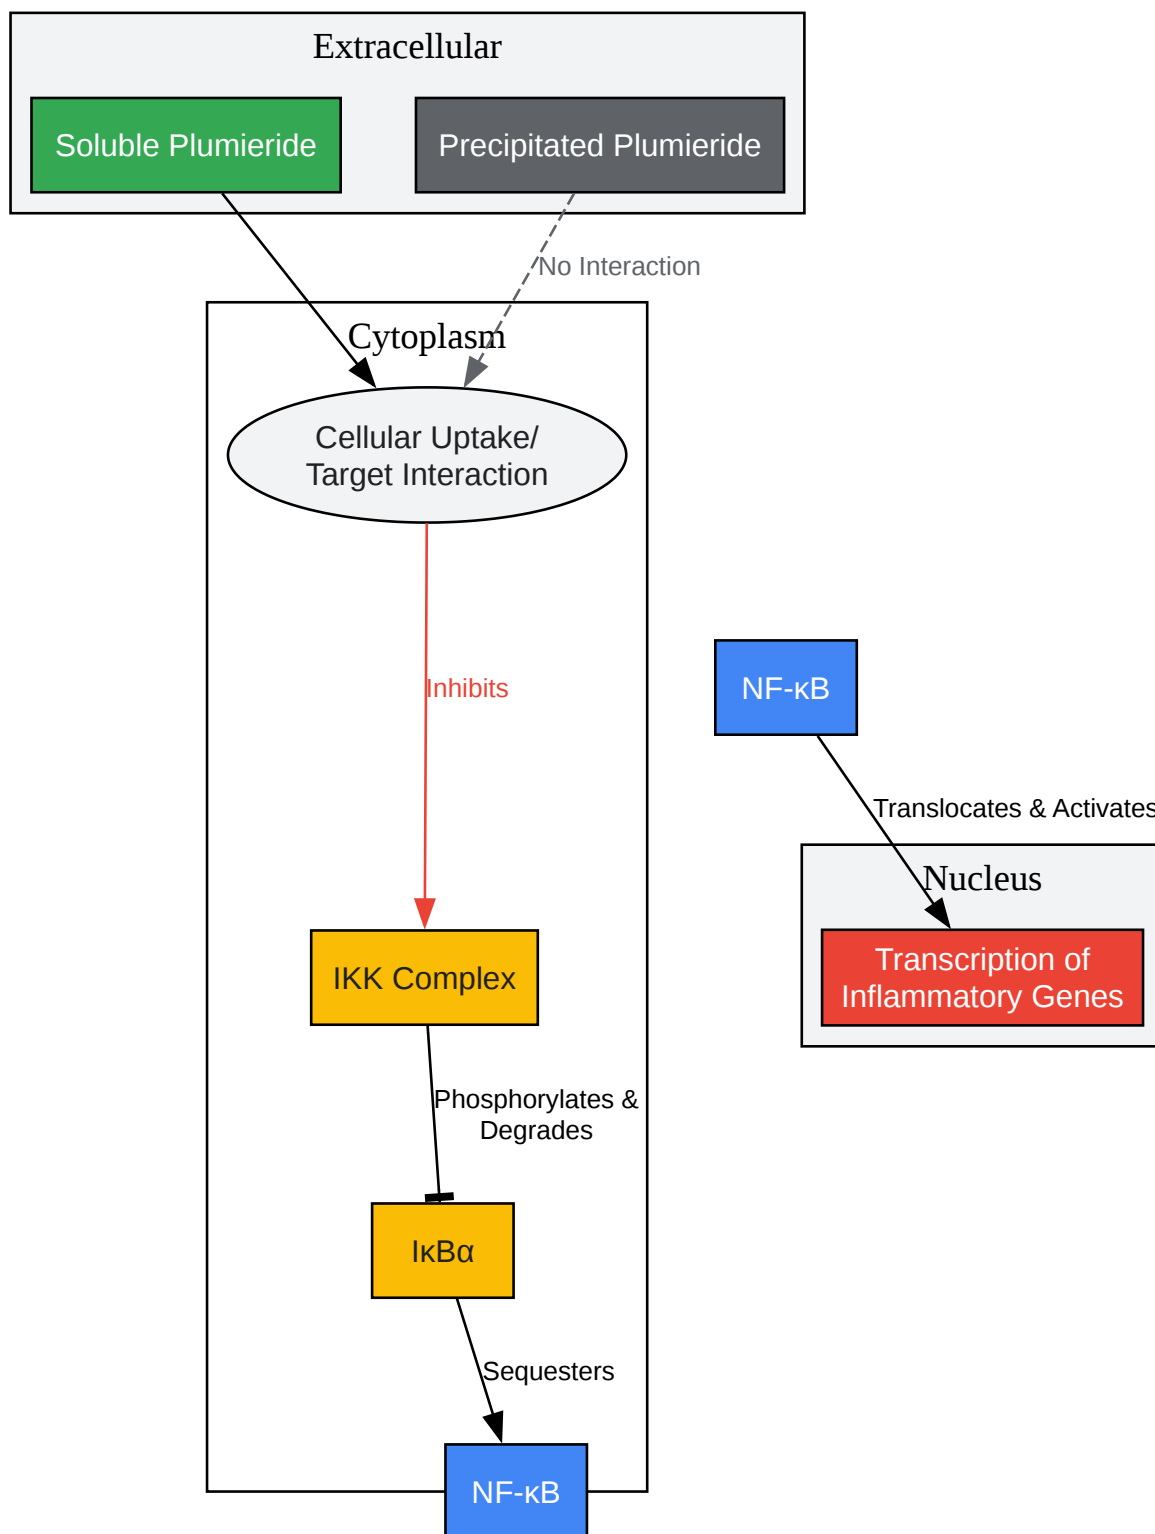 Extracellular
Soluble Plumieride
Precipitated Plumieride
No Interaction
Cytoplasm
Cellular Uptake/
Target Interaction
Inhibits
NF-κB
Translocates & Activates
Nucleus
Transcription of
Inflammatory Genes
IKK Complex
Phosphorylates &
Degrades
IκBα
Sequesters
NF-κB